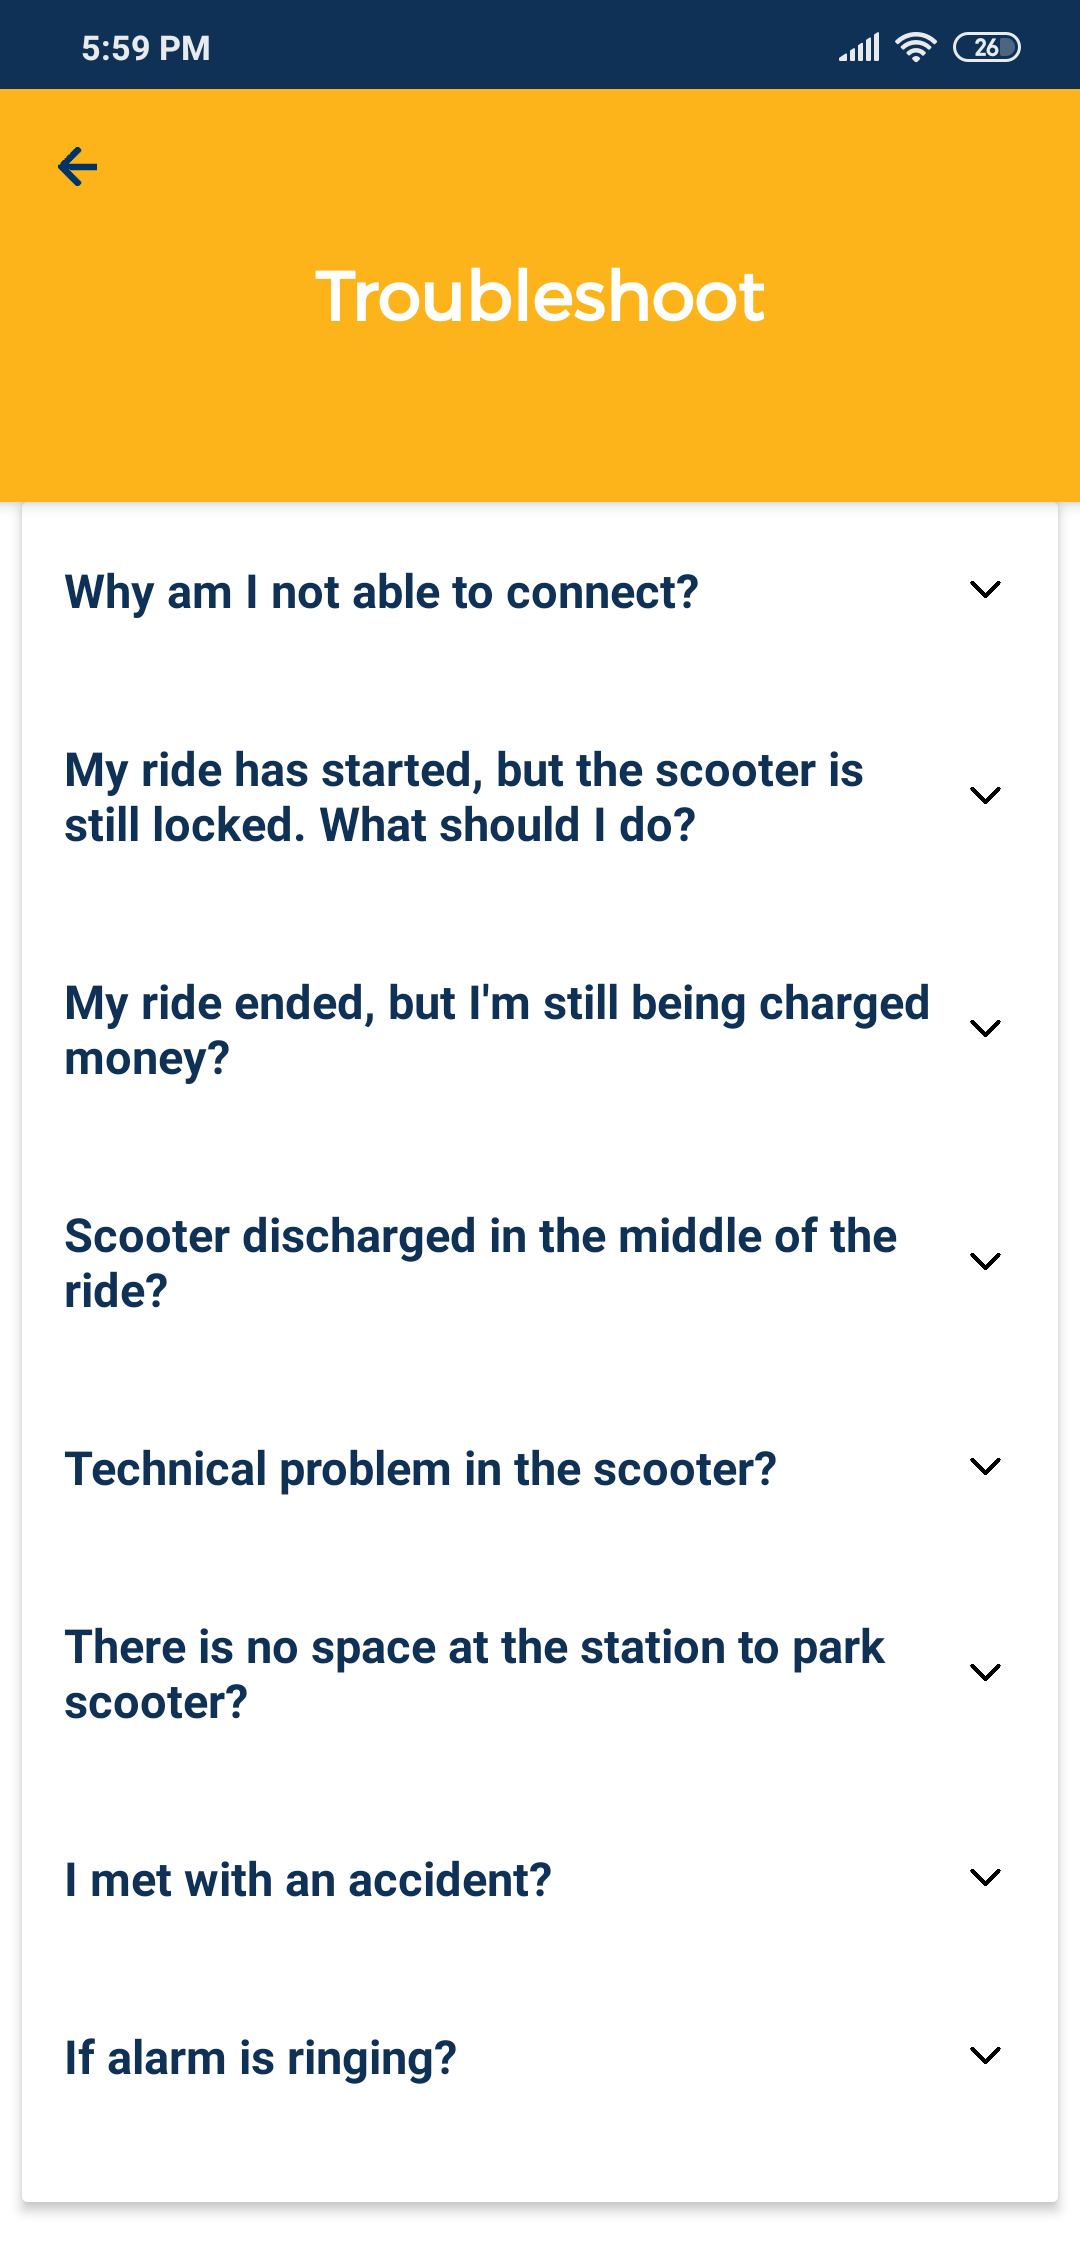 5:59 PM
26
Troubleshoot
Why am I not able to connect?
My ride has started, but the scooter is
still locked. What should I do?
My ride ended, but I'm still being charged
money?
Scooter discharged in the middle of the
ride?
Technical problem in the scooter?
There is no space at the station to park
scooter?
I met with an accident?
If alarm is ringing?